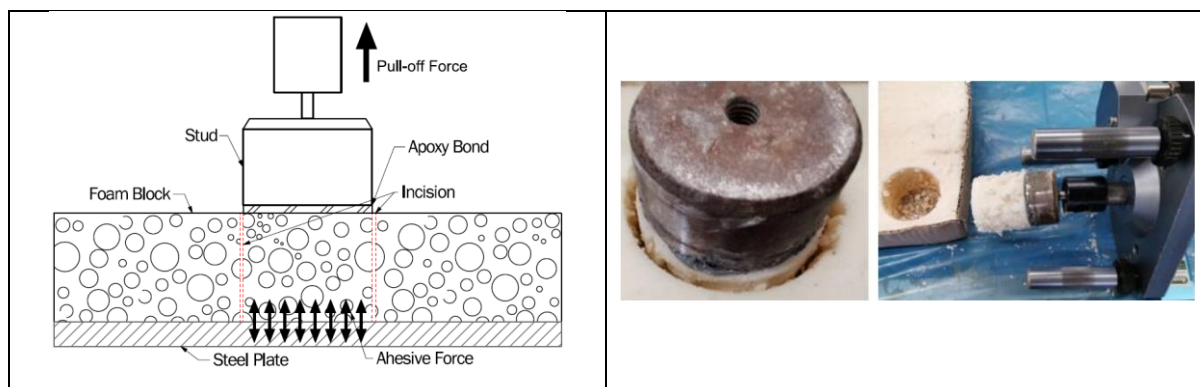 Pull-off Force
Stud
Apoxy Bond
Incision
Foam Block
Steel Plate
Ahesive Force